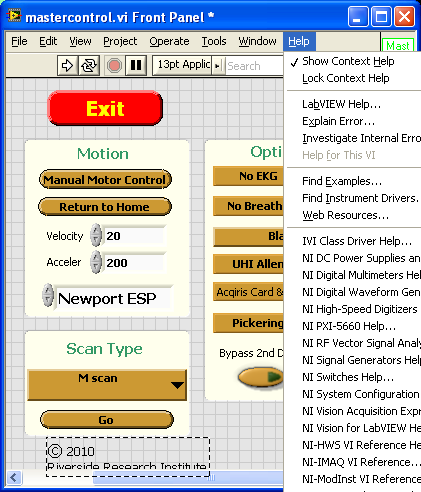 mastercontrol.vi Front Panel *
File Edit View Project Operate Tools Window Help
13pt Applic Search Mast
Exit
Motion
Manual Motor Control
Return to Home
Velocity 20
Acceler 200
Newport ESP
Scan Type
M scan
Go
© 2010
Riverside Research Institute
Opti
No EKG
No Breath
Bla
UHI Allen
Acqiris Card &
Pickering
Bypass 2nd D
Show Context Help
Lock Context Help
LabVIEW Help...
Explain Error...
Investigate Internal Erro
Help for This VI
Find Examples...
Find Instrument Drivers.
Web Resources...
IVI Class Driver Help...
NI DC Power Supplies an
NI Digital Multimeters Hel
NI Digital Waveform Gen
NI High-Speed Digitizers
NI PXI-5660 Help...
NI RF Vector Signal Analy
NI Signal Generators Help
NI Switches Help...
NI System Configuration
NI Vision Acquisition Expr
NI Vision for LabVIEW He
NI-HWS VI Reference He
NI-IMAQ VI Reference...
NI-ModInst VI Reference